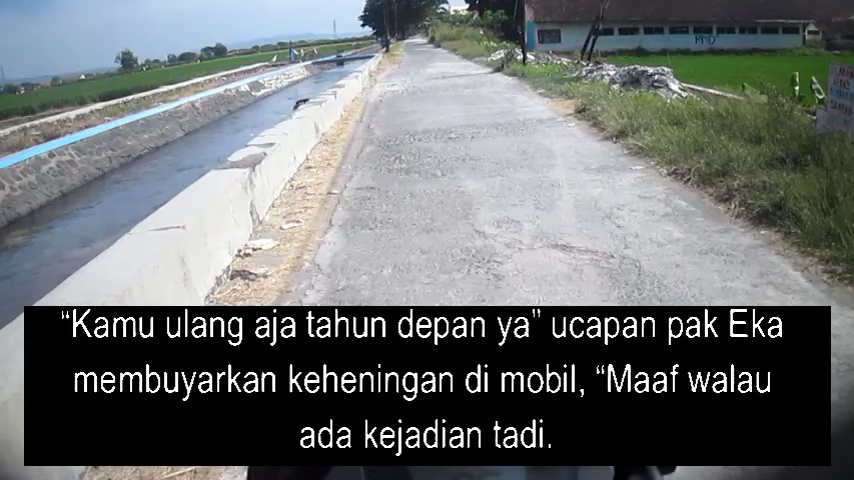 “Kamu ulang aja tahun depan ya” ucapan pak Eka
membuyarkan keheningan di mobil, “Maaf walau
ada kejadian tadi.